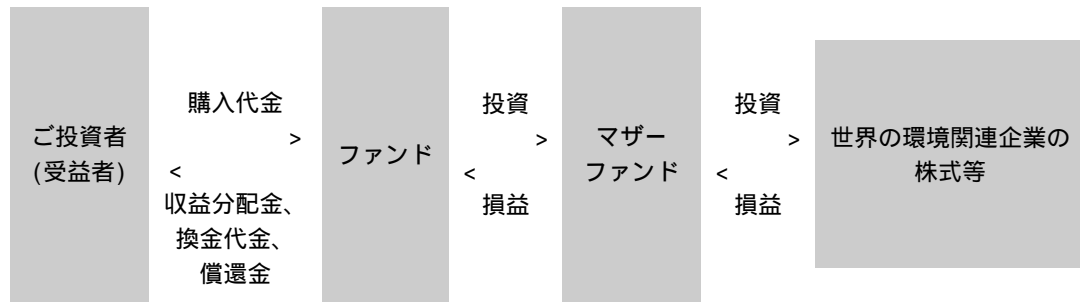 ご投資者
(受益者)
購入代金
>
<
収益分配金、
換金代金、
償還金
ファンド
投資
>
<
損益
マザー
ファンド
投資
>
<
損益
世界の環境関連企業の
株式等